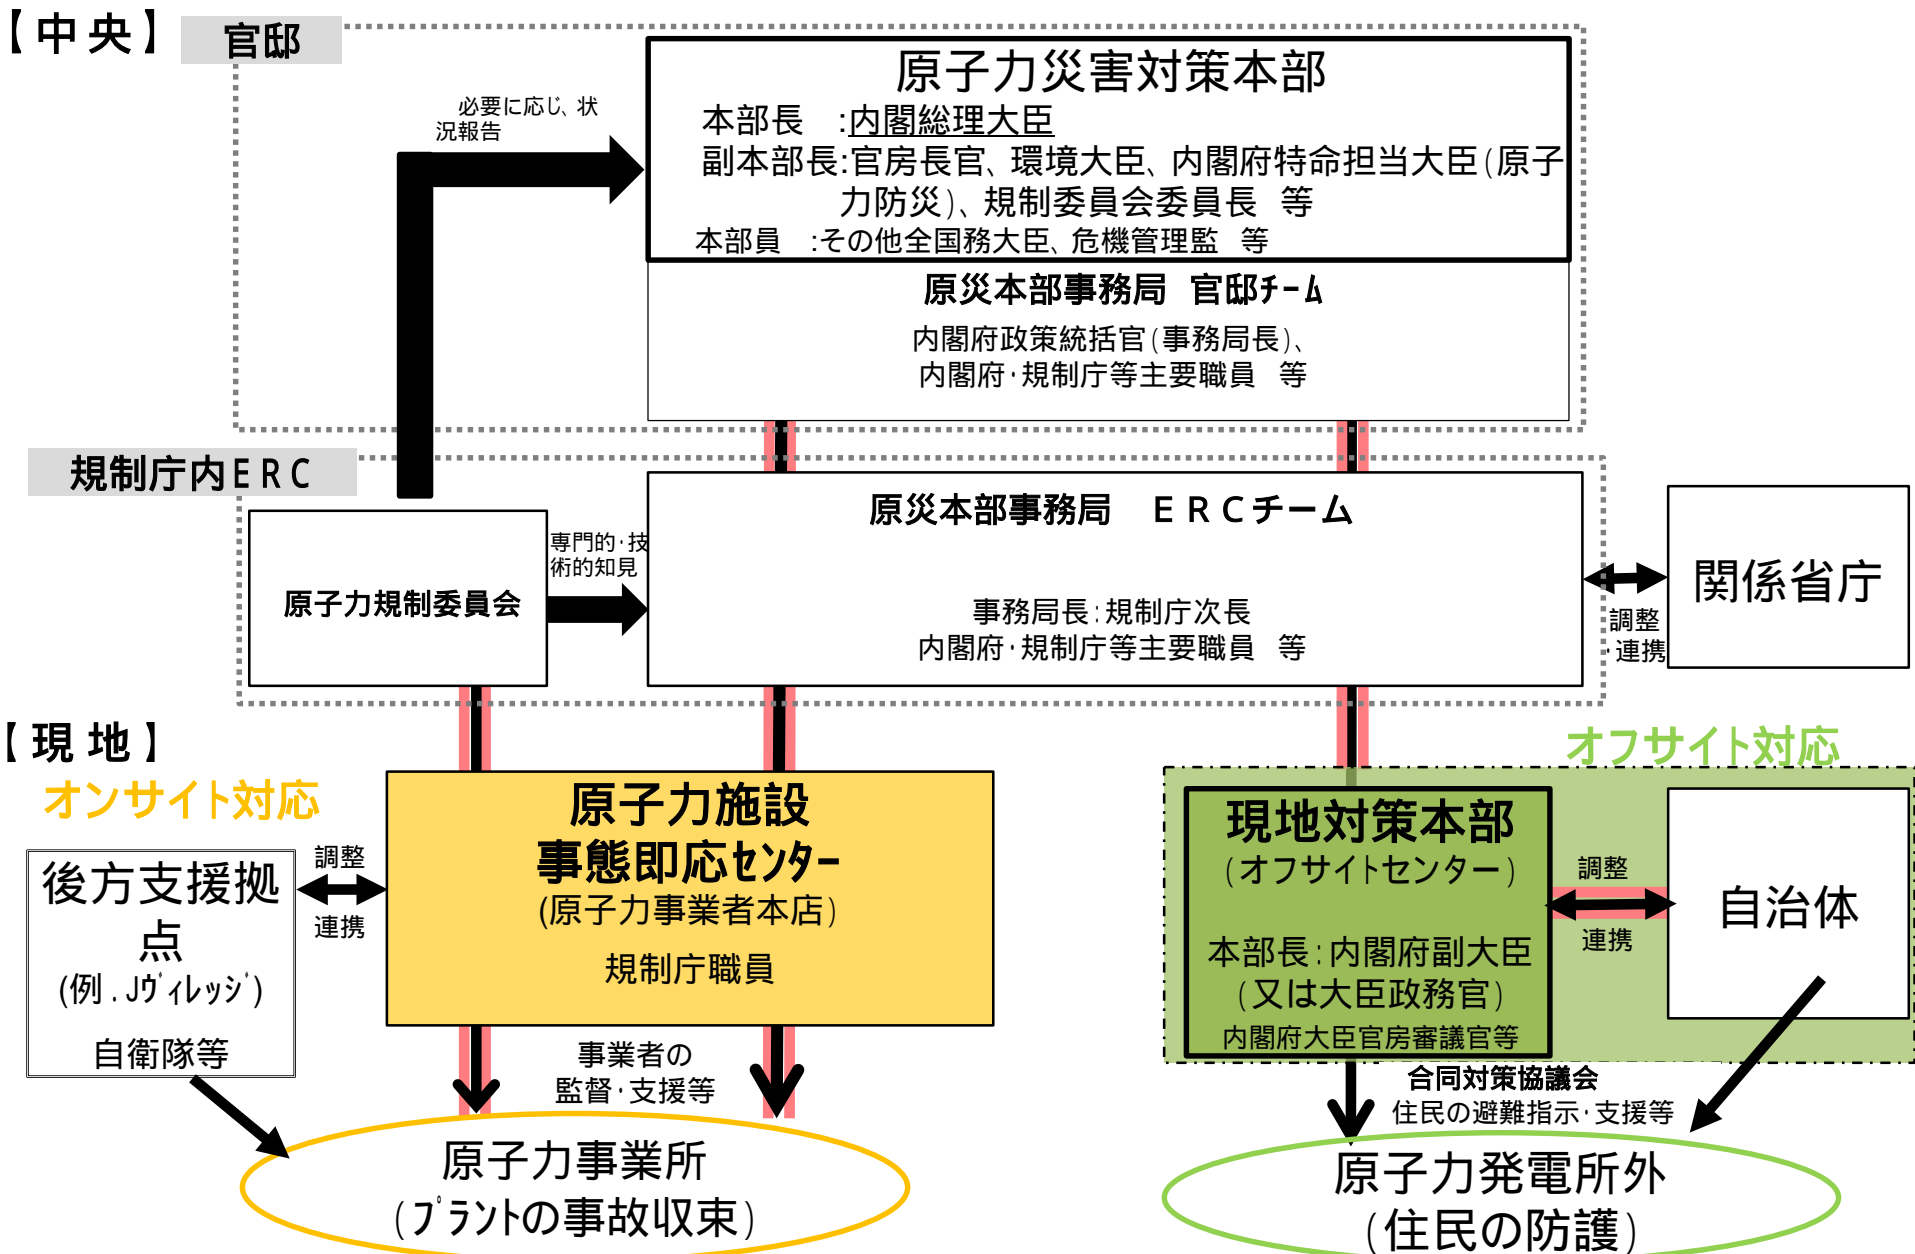 【中央】
官邸
原子力災害対策本部
本部長　:内閣総理大臣
副本部長:官房長官、環境大臣、内閣府特命担当大臣(原子
力防災)、規制委員会委員長 等
本部員　:その他全国務大臣、危機管理監 等
必要に応じ、状
況報告
原災本部事務局 官邸ﾁｰﾑ
内閣府政策統括官(事務局長)、
内閣府･規制庁等主要職員 等
規制庁内ERC
原子力規制委員会
専門的･技
術的知見
原災本部事務局　ERCチーム
事務局長:規制庁次長
内閣府･規制庁等主要職員 等
関係省庁
調整
･連携
【現地】
オンサイト対応
オフサイト対応
後方支援拠
点
(例．Jｳﾞｨﾚｯｼﾞ)
自衛隊等
調整
連携
原子力施設
事態即応ｾﾝﾀｰ
(原子力事業者本店)
規制庁職員
現地対策本部
(オフサイトセンター)
本部長:内閣府副大臣
(又は大臣政務官)
内閣府大臣官房審議官等
調整
連携
自治体
事業者の
監督･支援等
合同対策協議会
住民の避難指示･支援等
原子力事業所
(ﾌﾟﾗﾝﾄの事故収束)
原子力発電所外
(住民の防護)